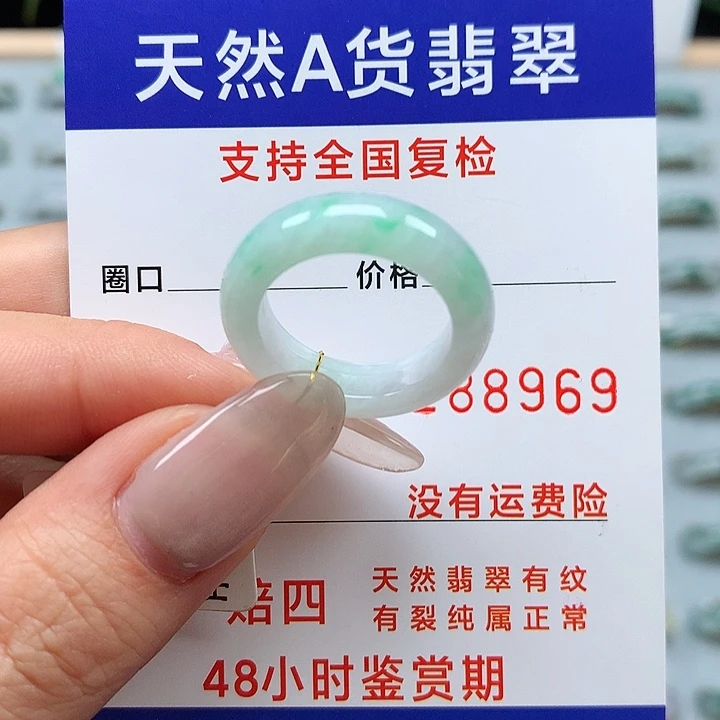 天然A货翡翠
支持全国复检
圈口 价格
88969
没有运费险
赔四
天然翡翠有纹
有裂纯属正常
48小时鉴赏期